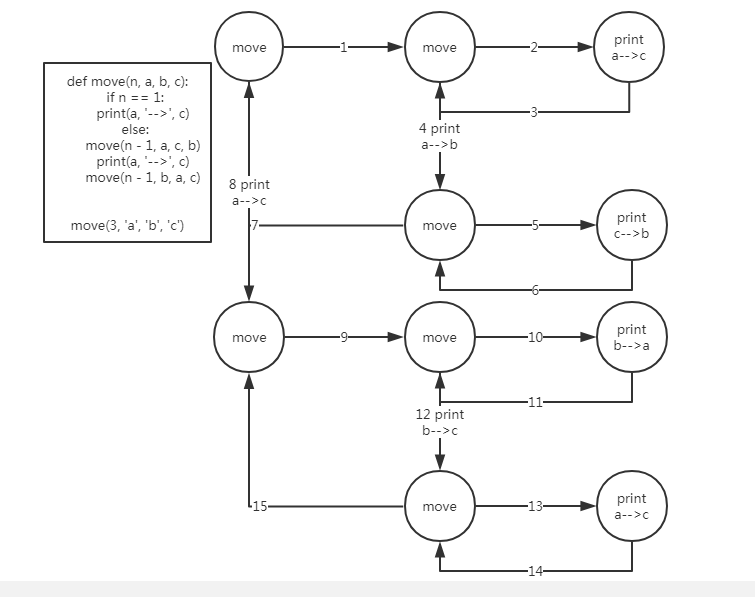 def move(n, a, b, c):
if n == 1:
print(a, '-->', c)
else:
move(n - 1, a, c, b)
print(a, '-->', c)
move(n - 1, b, a, c)
move(3, 'a', 'b', 'c')
move
1
move
2
print
a-->c
3
4 print
a-->b
8 print
a-->c
7
move
5
print
c-->b
6
move
9
move
10
print
b-->a
11
12 print
b-->c
15
move
13
print
a-->c
14